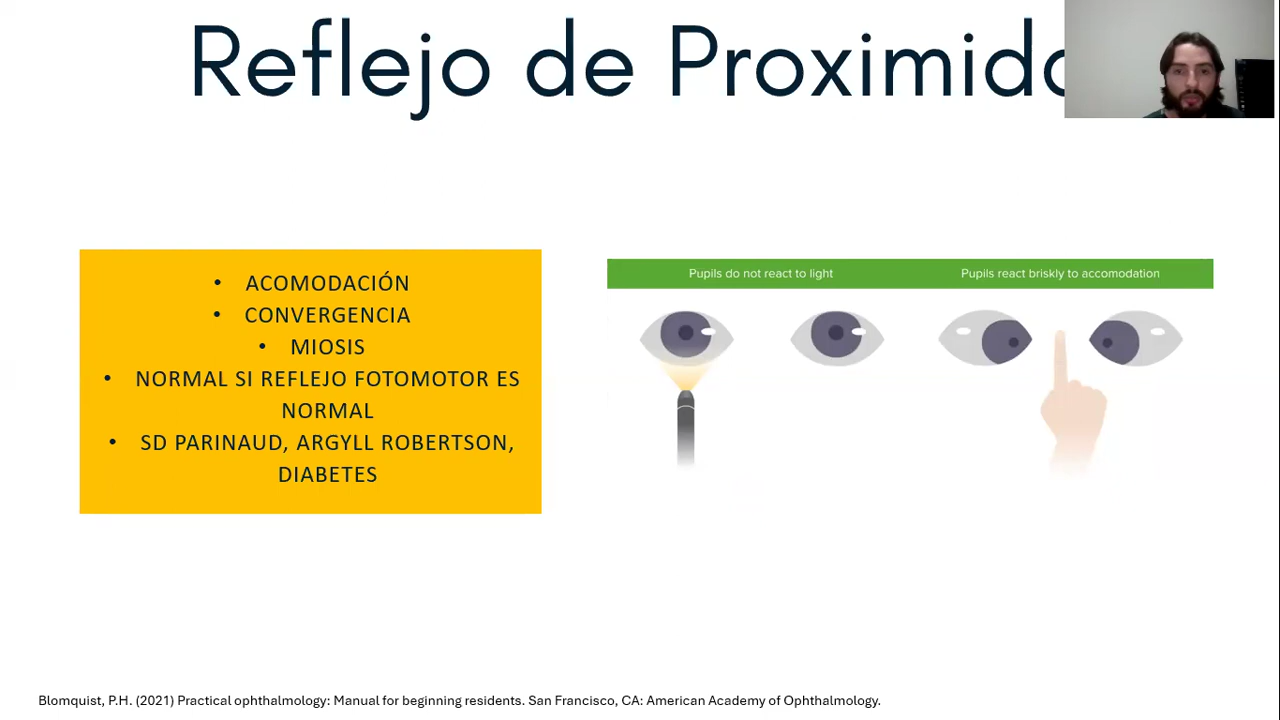 Reflejo de Proximida
• ACOMODACIÓN
• CONVERGENCIA
• MIOSIS
• NORMAL SI REFLEJO FOTOMOTOR ES
NORMAL
• SD PARINAUD, ARGYLL ROBERTSON,
DIABETES
Pupils do not react to light
Pupils react briskly to accomodation
Blomquist, P.H. (2021) Practical ophthalmology: Manual for beginning residents. San Francisco, CA: American Academy of Ophthalmology.